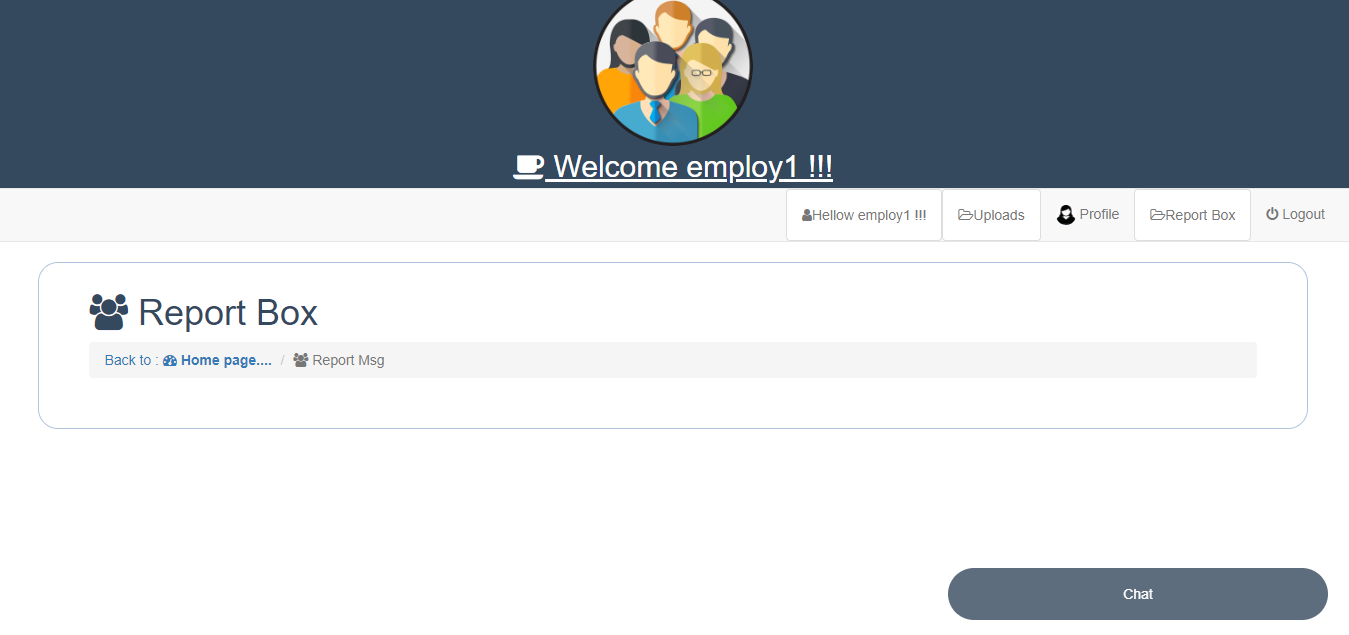 Welcome employ1 !!!
Hellow employ1 !!! Uploads Profile Report Box Logout
Report Box
Back to : Home page.... / Report Msg
Chat